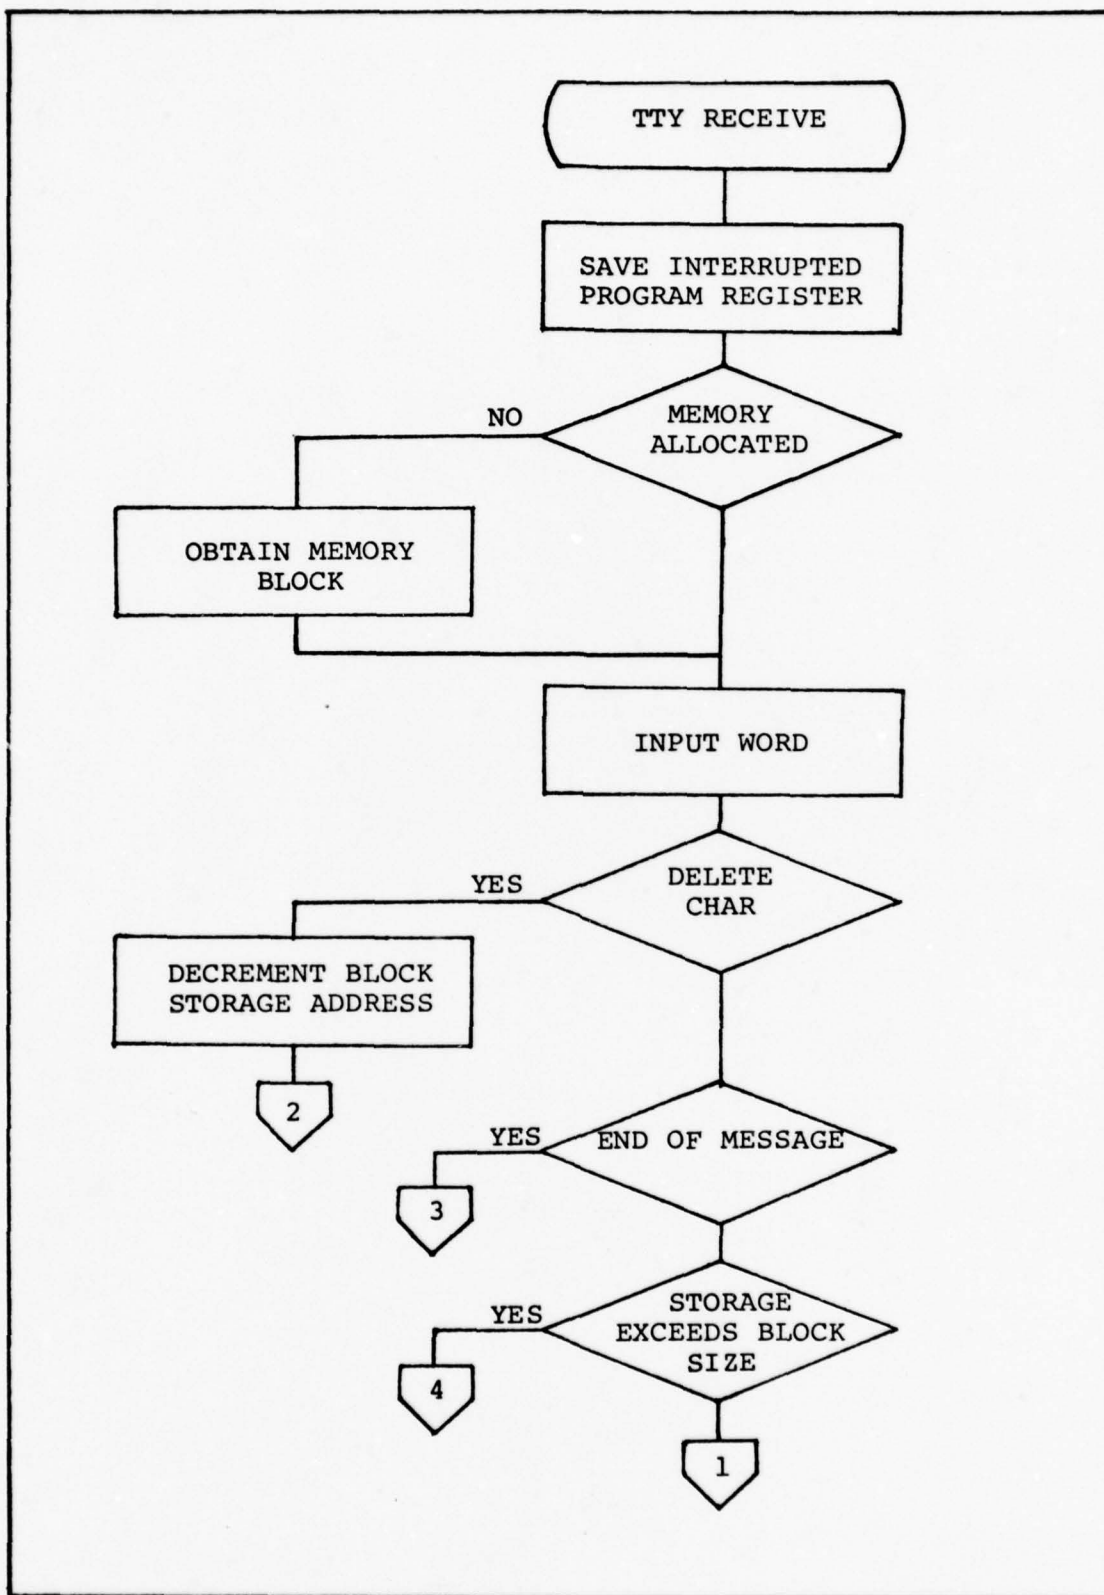 TTY RECEIVE
SAVE INTERRUPTED
PROGRAM REGISTER
NO
MEMORY
ALLOCATED
OBTAIN MEMORY
BLOCK
INPUT WORD
YES
DELETE
CHAR
DECREMENT BLOCK
STORAGE ADDRESS
2
YES
END OF MESSAGE
3
YES
STORAGE
EXCEEDS BLOCK
SIZE
4
1